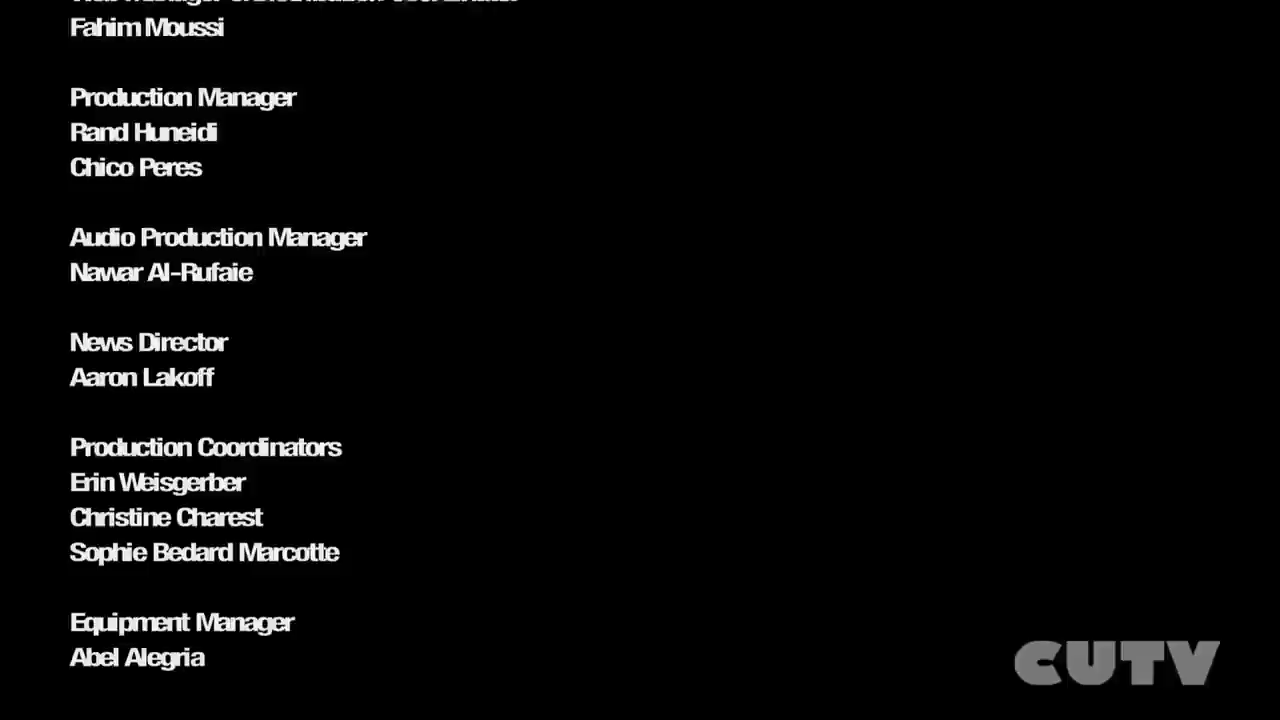 Fahim Moussi
Production Manager
Rand Huneidi
Chico Peres
Audio Production Manager
Nawar Al-Rufaie
News Director
Aaron Lakoff
Production Coordinators
Erin Weisgerber
Christine Charest
Sophie Bedard Marcotte
Equipment Manager
Abel Alegria
CUTV